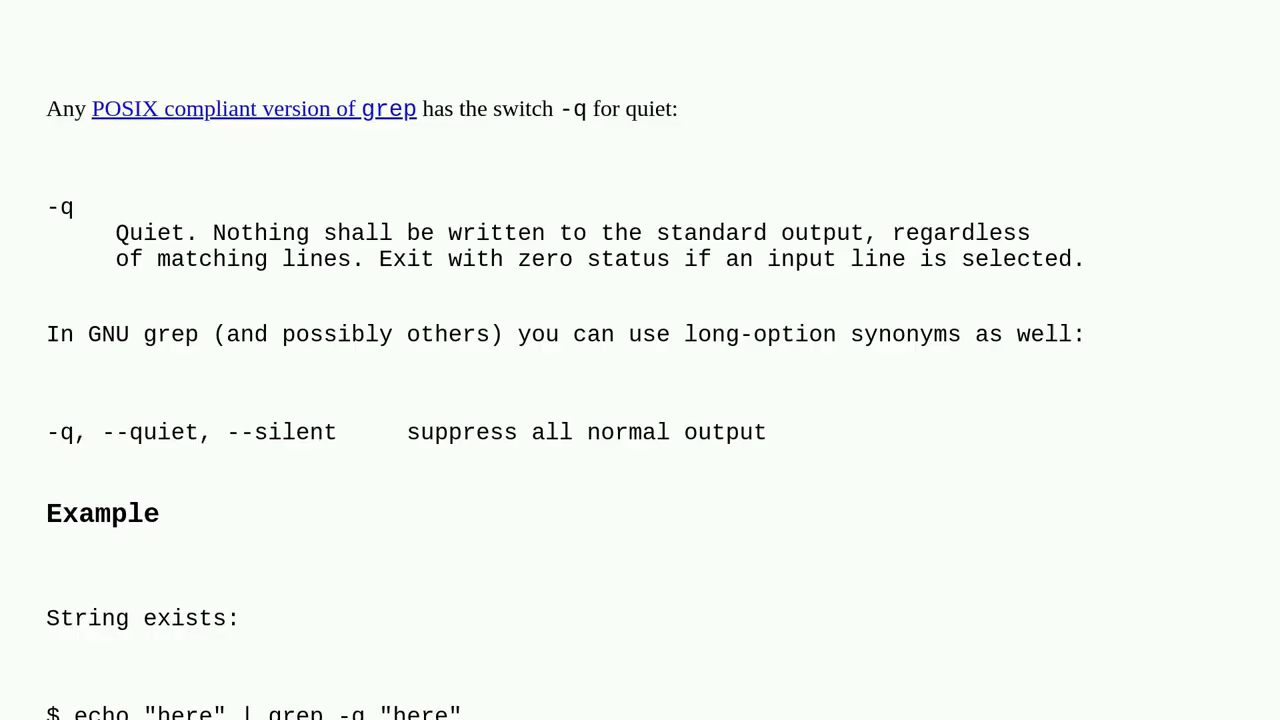 Any POSIX compliant version of grep has the switch -q for quiet:
-q
Quiet. Nothing shall be written to the standard output, regardless
of matching lines. Exit with zero status if an input line is selected.
In GNU grep (and possibly others) you can use long-option synonyms as well:
-q, --quiet, --silent     suppress all normal output
Example
String exists:
$ echo "here" | grep -q "here"